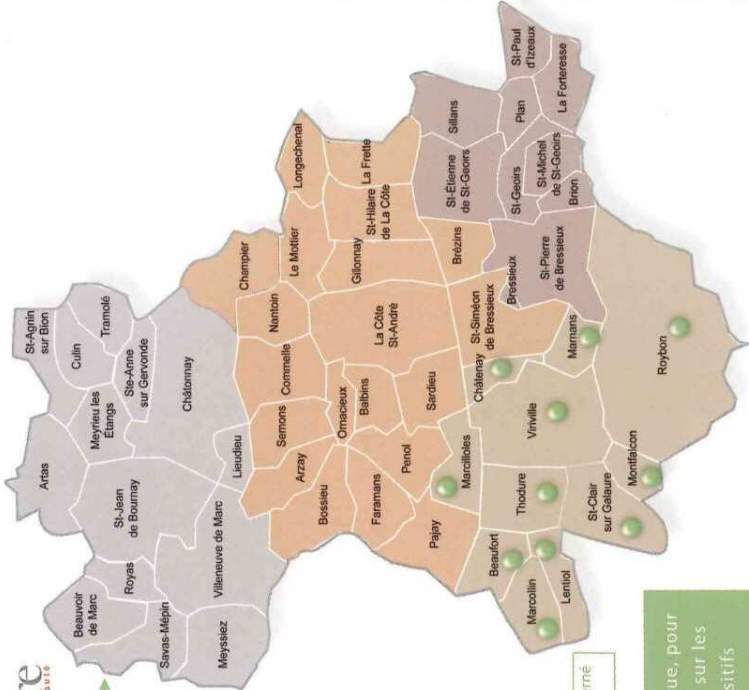 St-Agnin
sur Bion
Culin
Tramolé
Artas
Meyrieu les
Étangs
Ste-Anne
sur Gervonde
Châtonnay
St-Jean
de Bournay
Lieudieu
Beauvoir
de Marc
Royas
Villeneuve de Marc
Savas-Mépin
Meyssiez
Champier
Longechenal
Le Mottier
La Frette
Nantoin
St-Hilaire
de La Côte
Gillonnay
Commelle
Semons
La Côte
St-André
Ornacieux
Balbins
Arzay
Bossieu
Sardieu
Penol
Faramans
Pajay
Brézins
St-Siméon
de Bressieux
Sillans
St-Étienne
de St-Geoirs
St-Paul
d'Izeaux
Plan
La Forteresse
St-Geoirs
St-Michel
de St-Geoirs
Brion
Bressieux
St-Pierre
de Bressieux
Châtenay
Marnans
Marcilloles
Viriville
Roybon
Thodure
Beaufort
Montfalcon
St-Clair
sur Galaure
Marcollin
Lentiol
re
erné
ue, pour
sur les
sitifs